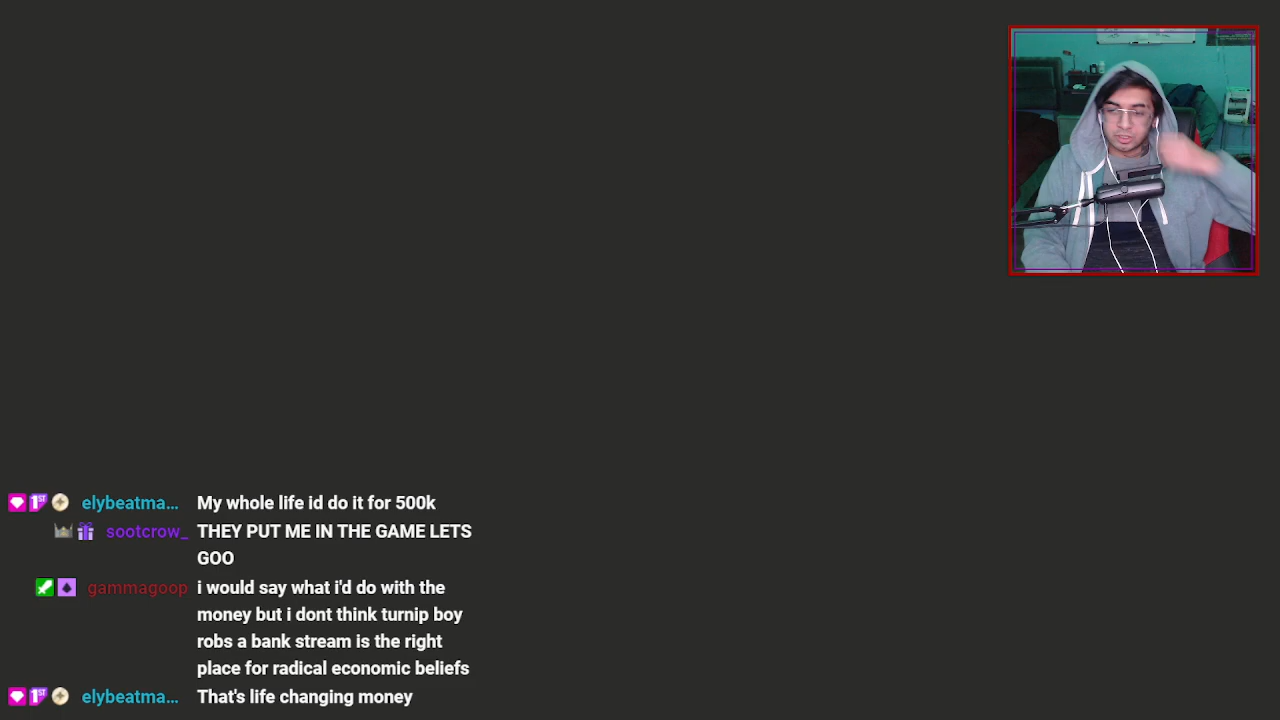 elybeatma... My whole life id do it for 500k
sootcrow_ THEY PUT ME IN THE GAME LETS
GOO
gammagoop i would say what i'd do with the
money but i dont think turnip boy
robs a bank stream is the right
place for radical economic beliefs
elybeatma... That's life changing money